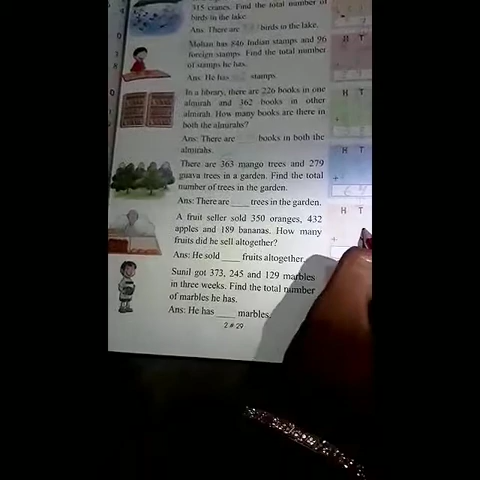 315 cranes. Find the total number of
birds in the lake.
Ans: There are birds in the lake.
Mohan has 846 Indian stamps and 96
foreign stamps. Find the total number
of stamps he has.
Ans: He has stamps.
In a library, there are 226 books in one
almirah and 362 books in other
almirah. How many books are there in
both the almirahs?
Ans: There are books in both the
almirahs.
There are 363 mango trees and 279
guava trees in a garden. Find the total
number of trees in the garden.
Ans: There are ____ trees in the garden.
A fruit seller sold 350 oranges, 432
apples and 189 bananas. How many
fruits did he sell altogether?
Ans: He sold ____ fruits altogether.
Sunil got 373, 245 and 129 marbles
in three weeks. Find the total number
of marbles he has.
Ans: He has ____ marbles.
2 # 29
H T
H T
+
H T
+
H T
+